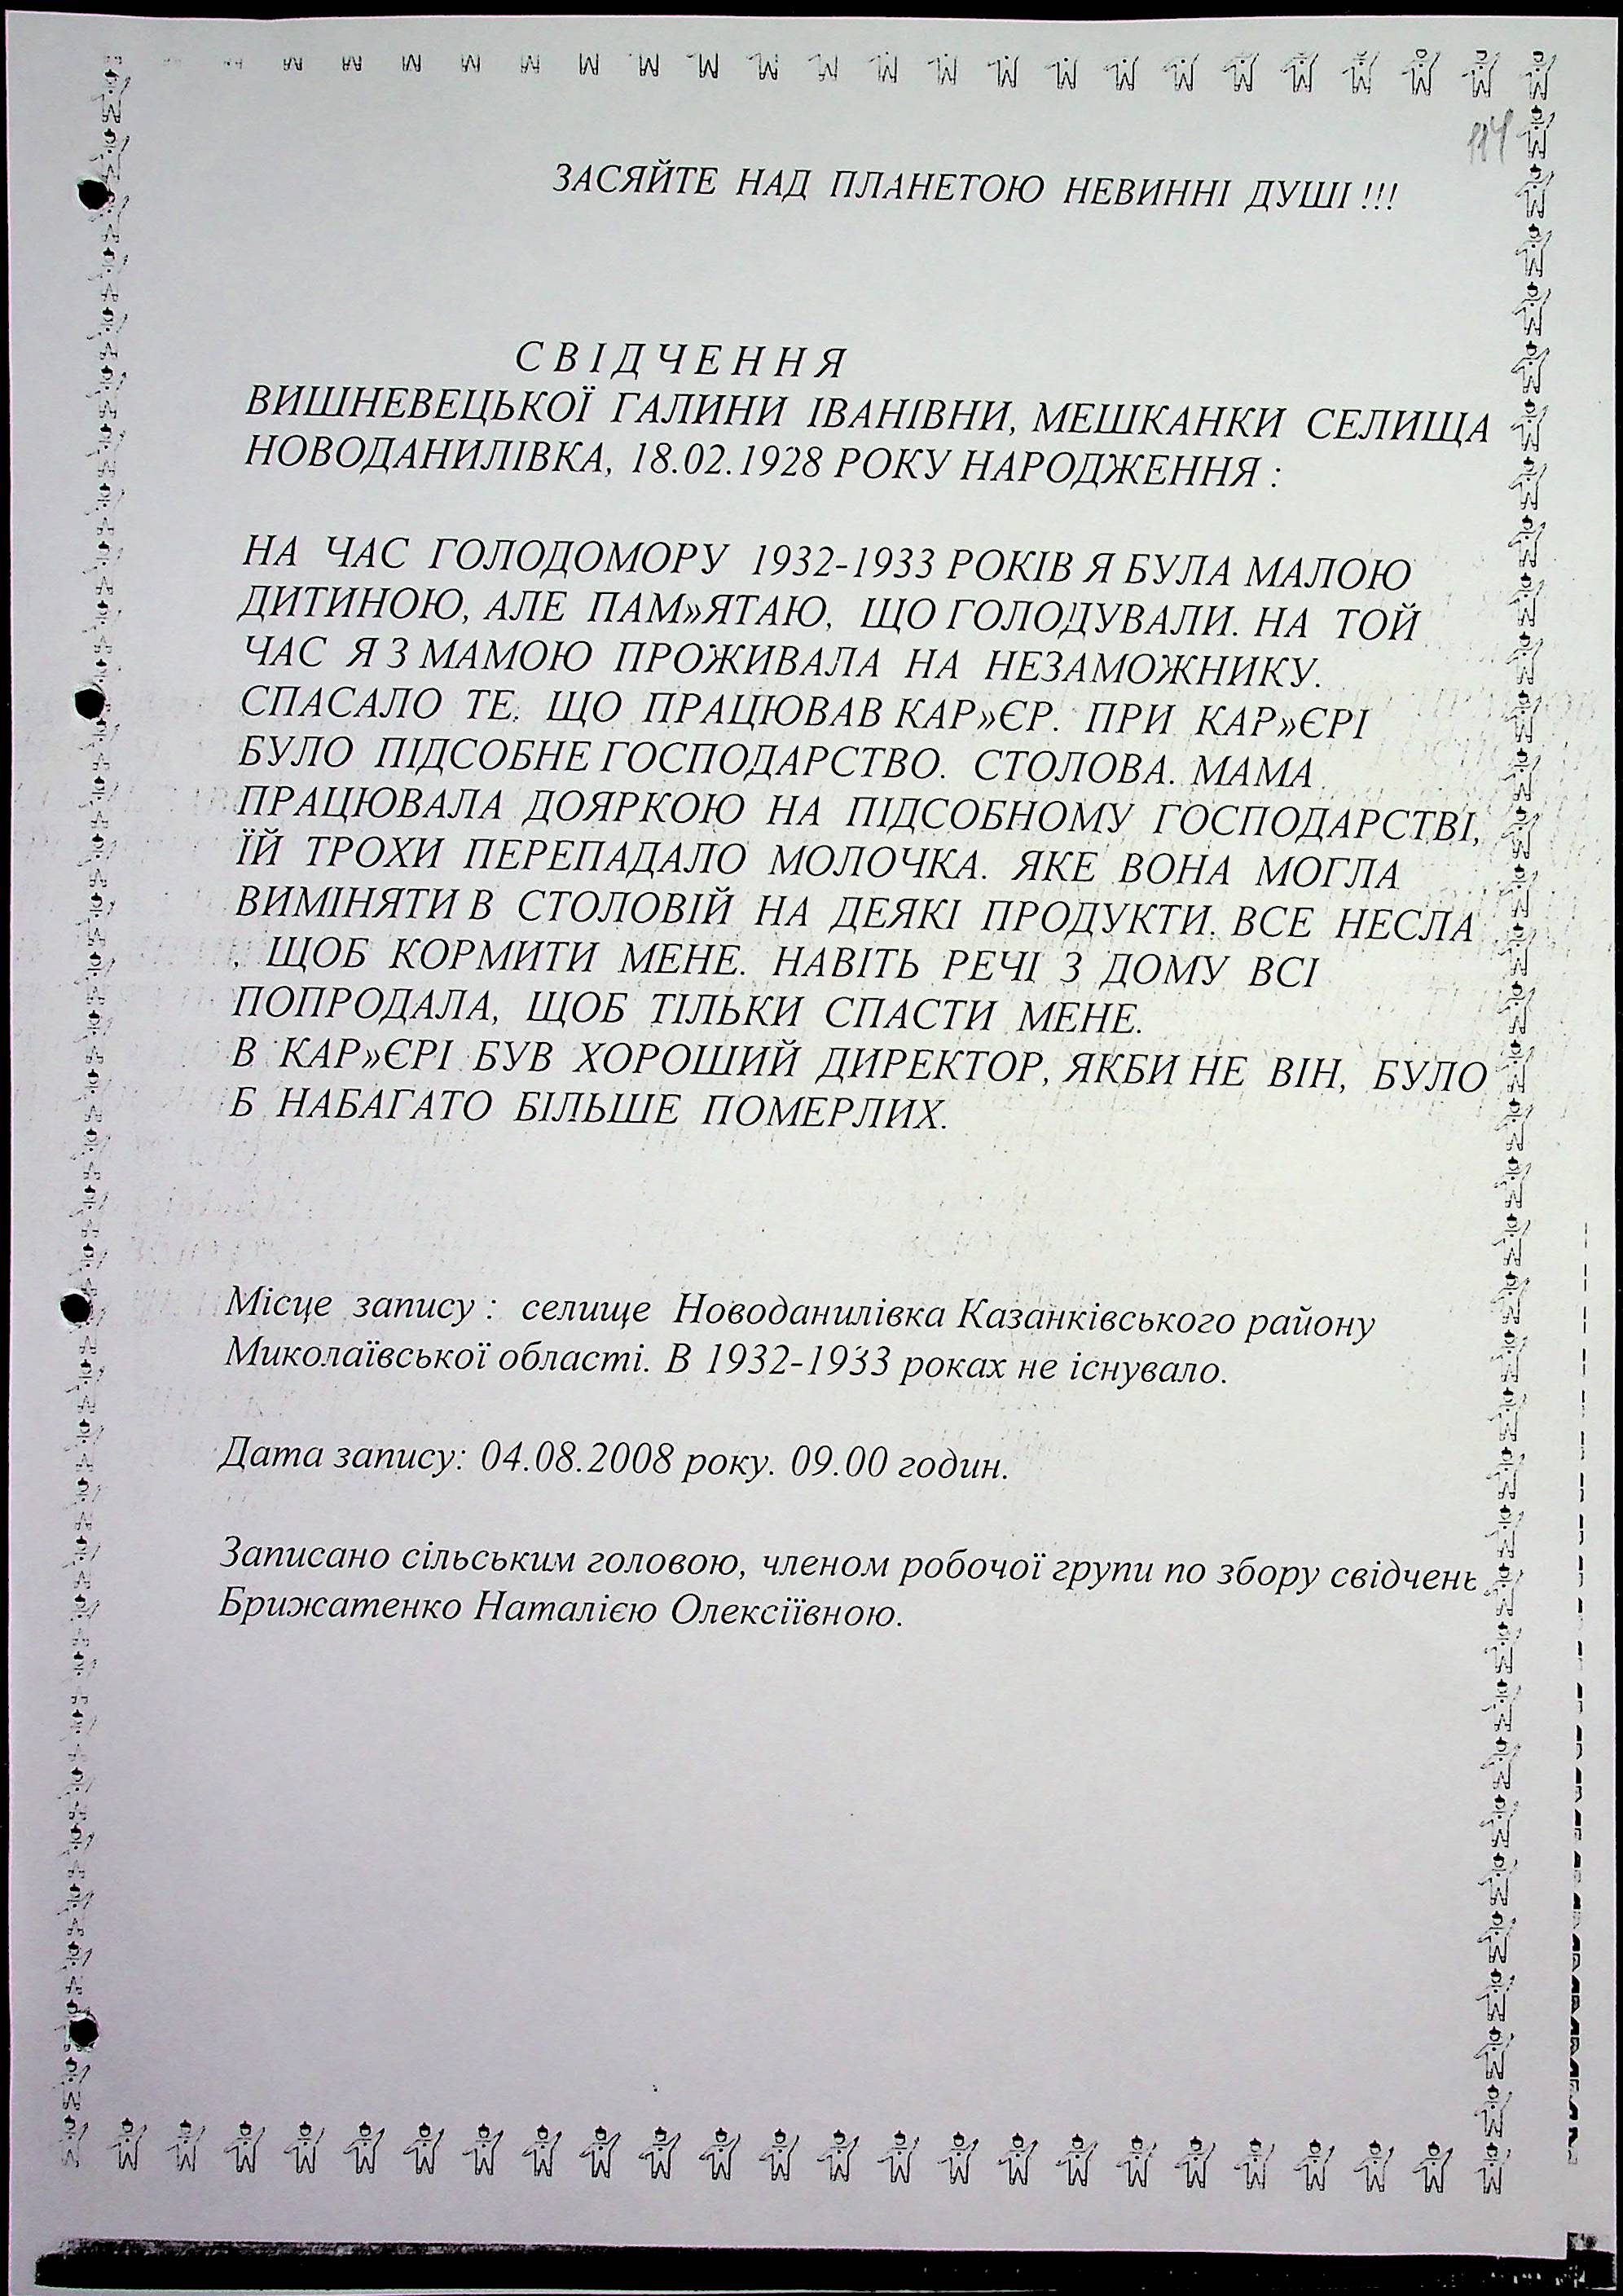 ЗАСЯЙТЕ НАД ПЛАНЕТОЮ НЕВИННІ ДУШІ !!!
С В І Д Ч Е Н Н Я
ВИШНЕВЕЦЬКОЇ ГАЛИНИ ІВАНІВНИ, МЕШКАНКИ СЕЛИЩА
НОВОДАНИЛІВКА, 18.02.1928 РОКУ НАРОДЖЕННЯ :
НА ЧАС ГОЛОДОМОРУ 1932-1933 РОКІВ Я БУЛА МАЛОЮ
ДИТИНОЮ, АЛЕ ПАМ»ЯТАЮ, ЩО ГОЛОДУВАЛИ. НА ТОЙ
ЧАС Я З МАМОЮ ПРОЖИВАЛА НА НЕЗАМОЖНИКУ.
СПАСАЛО ТЕ, ЩО ПРАЦЮВАВ КАР»ЄР. ПРИ КАР»ЄРІ
БУЛО ПІДСОБНЕ ГОСПОДАРСТВО. СТОЛОВА. МАМА
ПРАЦЮВАЛА ДОЯРКОЮ НА ПІДСОБНОМУ ГОСПОДАРСТВІ,
ЇЙ ТРОХИ ПЕРЕПАДАЛО МОЛОЧКА. ЯКЕ ВОНА МОГЛА
ВИМІНЯТИ В СТОЛОВІЙ НА ДЕЯКІ ПРОДУКТИ. ВСЕ НЕСЛА
, ЩОБ КОРМИТИ МЕНЕ. НАВІТЬ РЕЧІ З ДОМУ ВСІ
ПОПРОДАЛА, ЩОБ ТІЛЬКИ СПАСТИ МЕНЕ.
В КАР»ЄРІ БУВ ХОРОШИЙ ДИРЕКТОР, ЯКБИ НЕ ВІН, БУЛО
Б НАБАГАТО БІЛЬШЕ ПОМЕРЛИХ.
Місце запису : селище Новоданилівка Казанківського району
Миколаївської області. В 1932-1933 роках не існувало.
Дата запису: 04.08.2008 року. 09.00 годин.
Записано сільським головою, членом робочої групи по збору свідчень
Брижатенко Наталією Олексіївною.